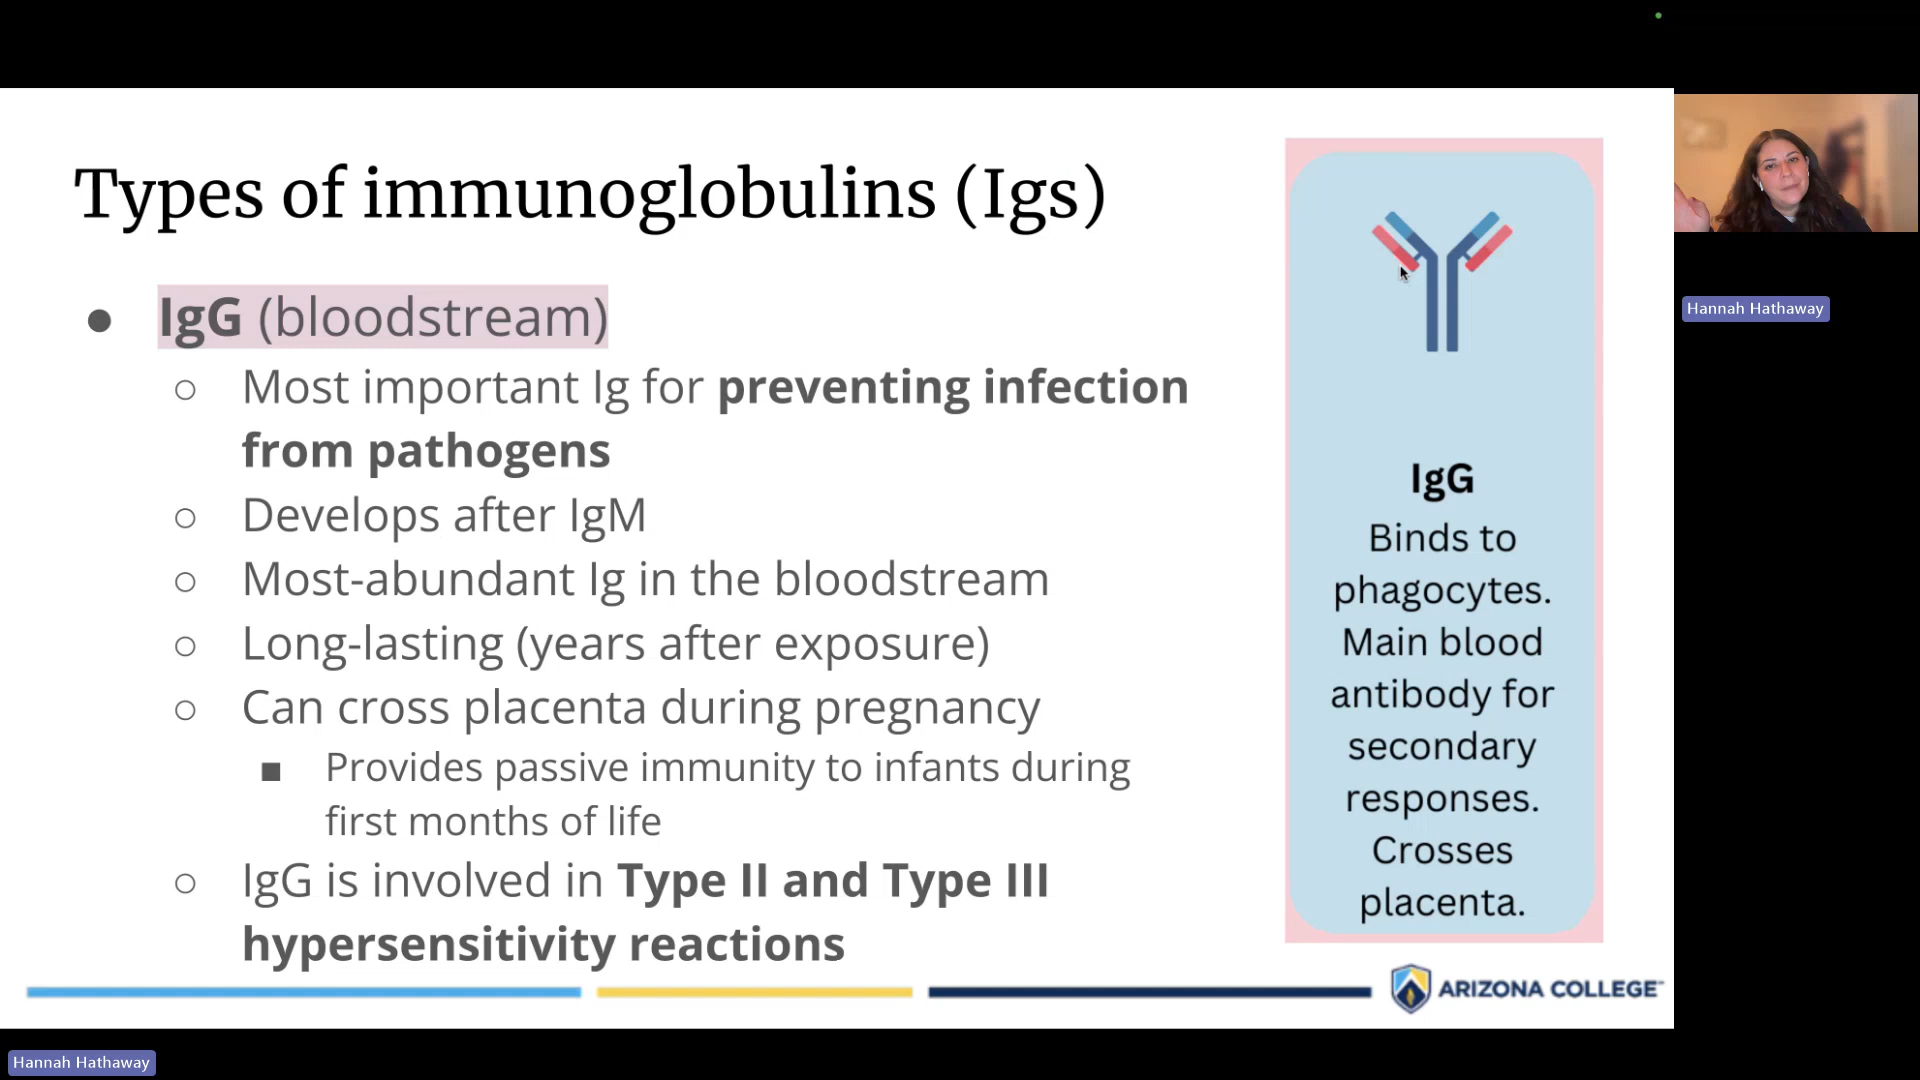 Types of immunoglobulins (Igs)
● IgG (bloodstream)
○ Most important Ig for preventing infection
from pathogens
○ Develops after IgM
○ Most-abundant Ig in the bloodstream
○ Long-lasting (years after exposure)
○ Can cross placenta during pregnancy
■ Provides passive immunity to infants during
first months of life
○ IgG is involved in Type II and Type III
hypersensitivity reactions
IgG
Binds to
phagocytes.
Main blood
antibody for
secondary
responses.
Crosses
placenta.
ARIZONA COLLEGE
Hannah Hathaway
Hannah Hathaway